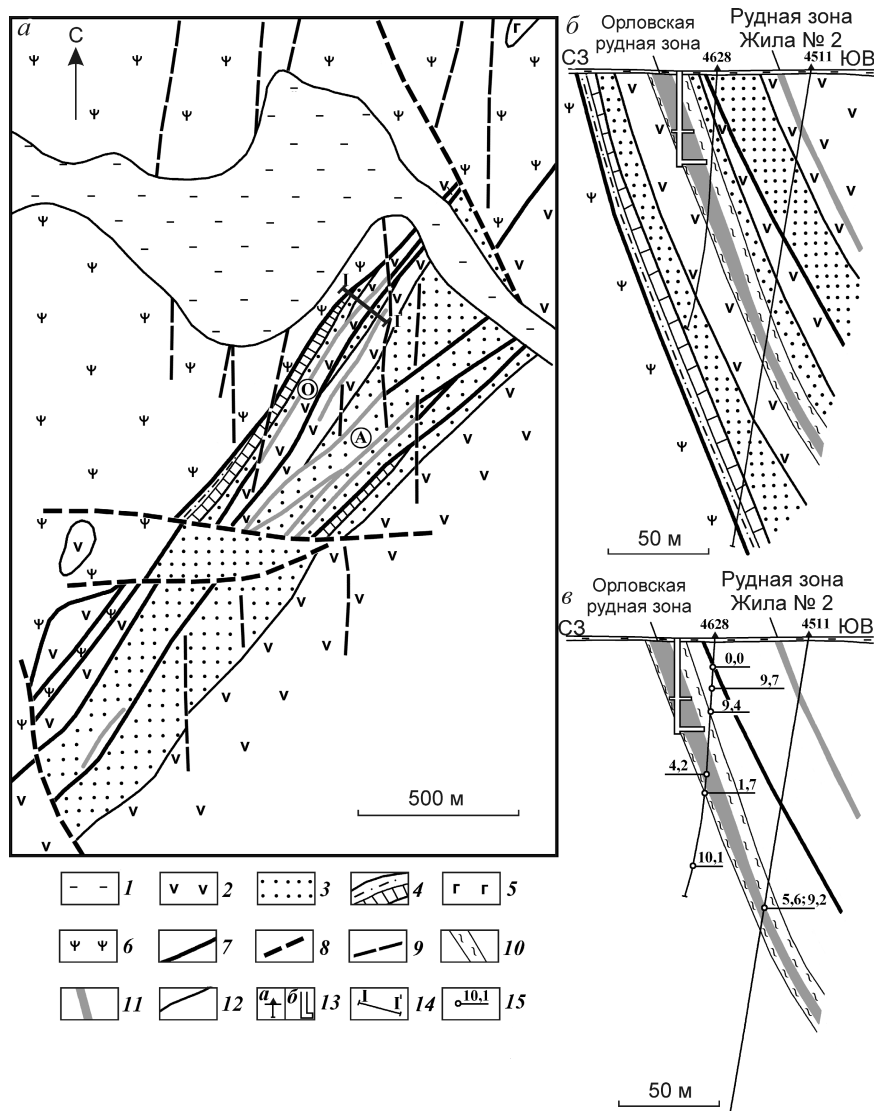 а
С
г
I
I'
О
А
v
500 м
б
Орловская
рудная зона
Рудная зона
Жила № 2
СЗ
4628
4511
ЮВ
50 м
в
Орловская
рудная зона
Рудная зона
Жила № 2
СЗ
4628
4511
ЮВ
0,0
9,7
9,4
4,2
1,7
10,1
5,6;9,2
50 м
1
v v 2
3
4
г г 5
6
7
8
9
10
11
12
а б 13
I I' 14
10,1 15